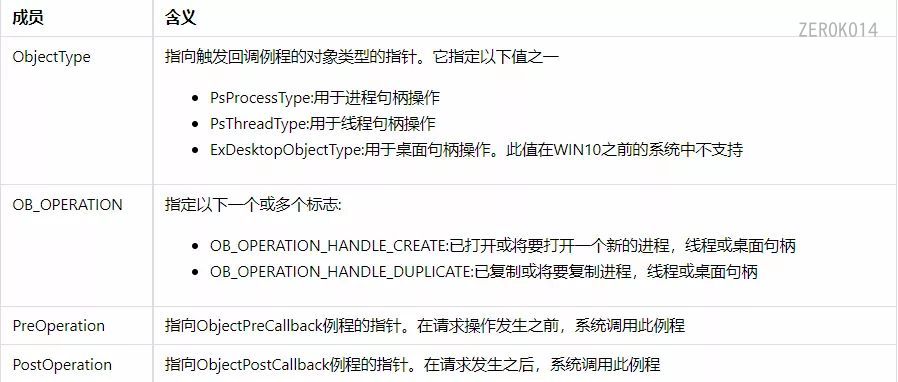 成员 含义
ZEROK014
ObjectType 指向触发回调例程的对象类型的指针。它指定以下值之一
• PsProcessType:用于进程句柄操作
• PsThreadType:用于线程句柄操作
• ExDesktopObjectType:用于桌面句柄操作。此值在WIN10之前的系统中不支持
OB_OPERATION 指定以下一个或多个标志:
• OB_OPERATION_HANDLE_CREATE:已打开或将要打开一个新的进程，线程或桌面句柄
• OB_OPERATION_HANDLE_DUPLICATE:已复制或将要复制进程，线程或桌面句柄
PreOperation 指向ObjectPreCallback例程的指针。在请求操作发生之前，系统调用此例程
PostOperation 指向ObjectPostCallback例程的指针。在请求发生之后，系统调用此例程